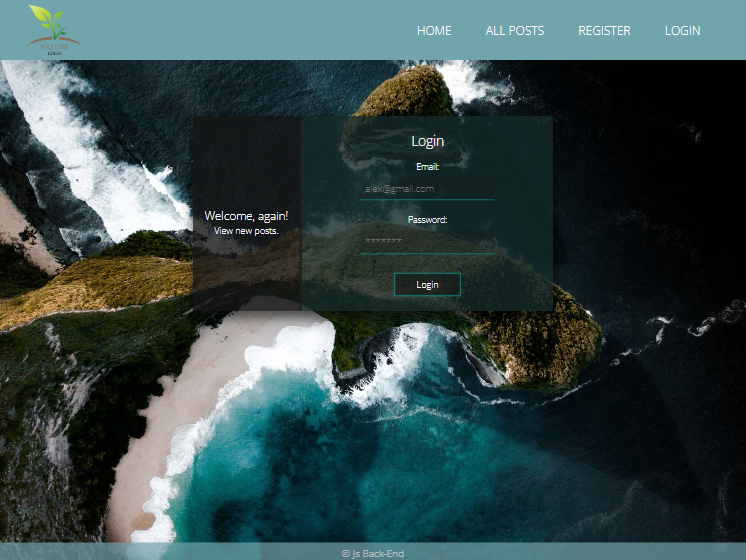 NATURE
LOGO
HOME ALL POSTS REGISTER LOGIN
Welcome, again!
View new posts.
Login
Email:
alex@gmail.com
Password:
*******
Login
© Js Back-End